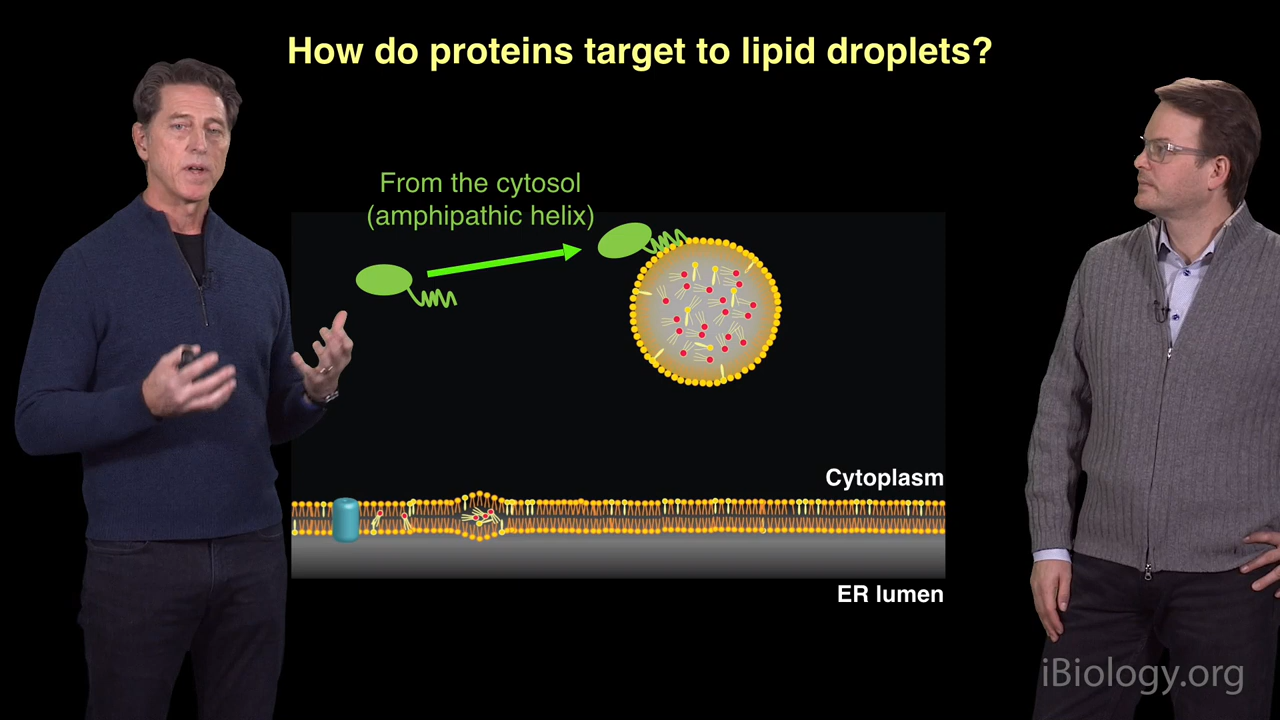 How do proteins target to lipid droplets?
From the cytosol
(amphipathic helix)
Cytoplasm
ER lumen
iBiology.org